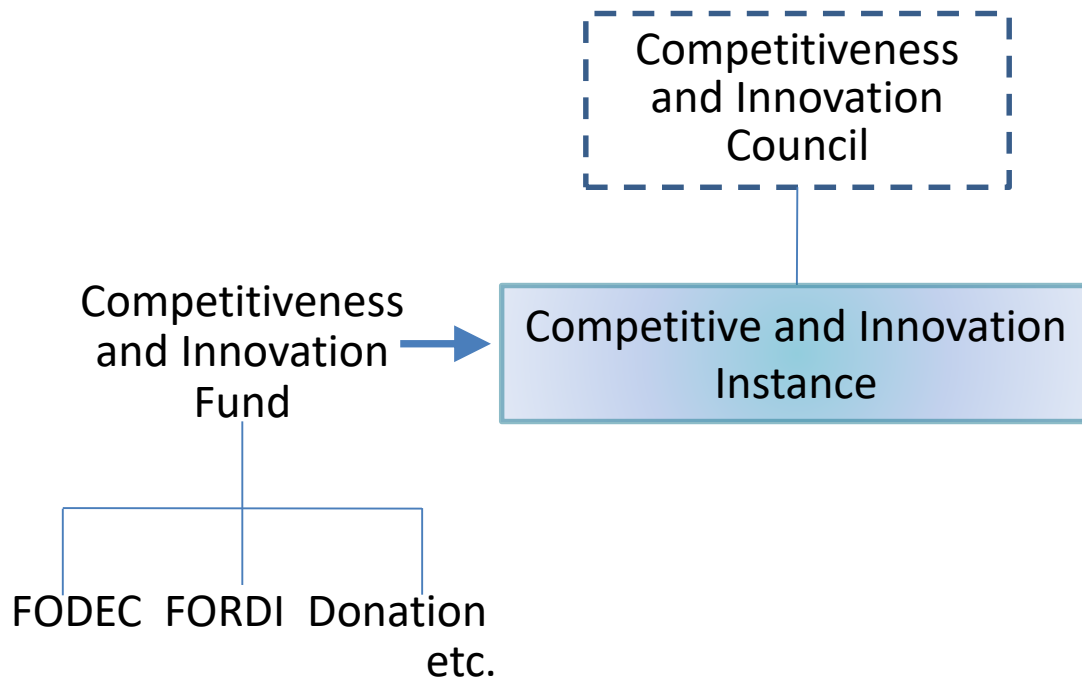 Competitiveness
and Innovation
Council
Competitiveness
and Innovation
Fund
Competitive and Innovation
Instance
FODEC FORDI Donation
etc.